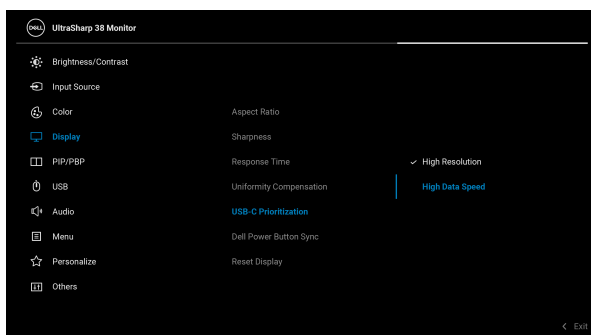 DELL UltraSharp 38 Monitor
Brightness/Contrast
Input Source
Color
Aspect Ratio
Display
Sharpness
PIP/PBP
Response Time
✓ High Resolution
USB
Uniformity Compensation
High Data Speed
Audio
USB-C Prioritization
Menu
Dell Power Button Sync
Personalize
Reset Display
Others
< Exit